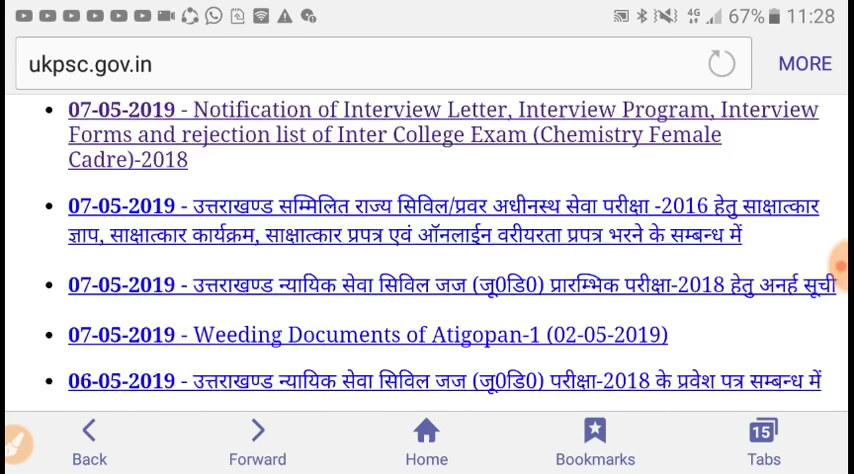 4G 67% 11:28
ukpsc.gov.in MORE
07-05-2019 - Notification of Interview Letter, Interview Program, Interview
Forms and rejection list of Inter College Exam (Chemistry Female
Cadre)-2018
07-05-2019 - उत्तराखण्ड सम्मिलित राज्य सिविल/प्रवर अधीनस्थ सेवा परीक्षा -2016 हेतु साक्षात्कार
ज्ञाप, साक्षात्कार कार्यक्रम, साक्षात्कार प्रपत्र एवं ऑनलाईन वरीयरता प्रपत्र भरने के सम्बन्ध में
07-05-2019 - उत्तराखण्ड न्यायिक सेवा सिविल जज (जू0डि0) प्रारम्भिक परीक्षा-2018 हेतु अनर्ह सूची
07-05-2019 - Weeding Documents of Atigopan-1 (02-05-2019)
06-05-2019 - उत्तराखण्ड न्यायिक सेवा सिविल जज (जू0डि0) परीक्षा-2018 के प्रवेश पत्र सम्बन्ध में
15
Back Forward Home Bookmarks Tabs